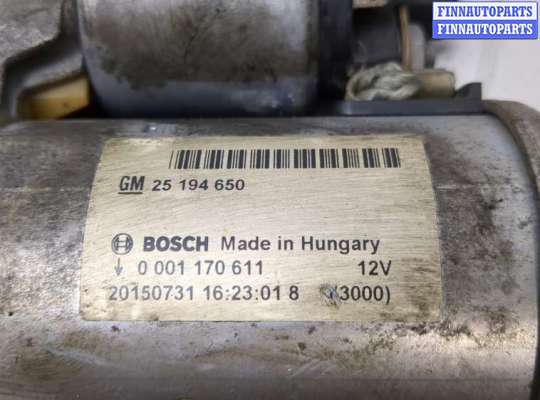 FINNAUTOPARTS
FINNAUTOPARTS
GM 25 194 650
BOSCH Made in Hungary
0 001 170 611 12V
20150731 16:23:01 8 (3000)